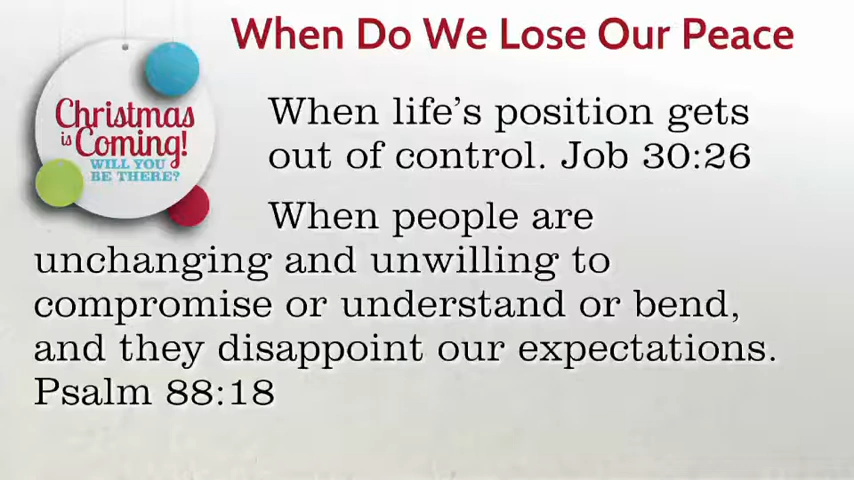 When Do We Lose Our Peace
Christmas
is Coming!
WILL YOU
BE THERE?
When life's position gets
out of control. Job 30:26
When people are
unchanging and unwilling to
compromise or understand or bend,
and they disappoint our expectations.
Psalm 88:18